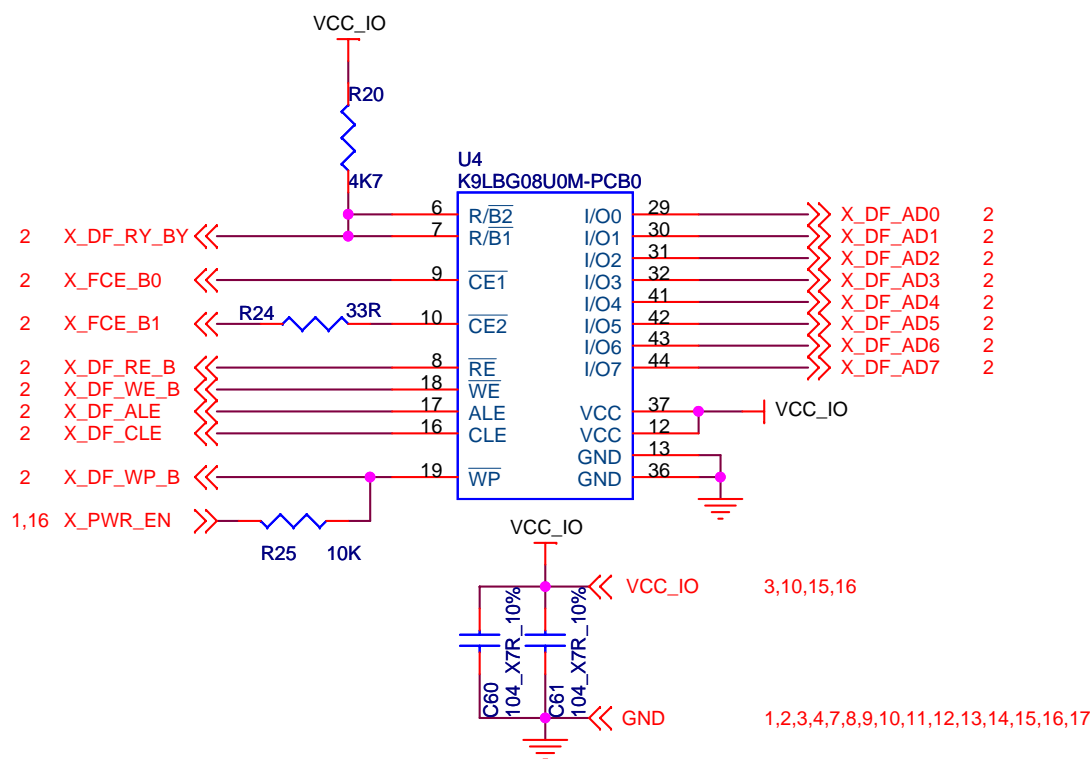 VCC_IO
R20
4K7
U4
K9LBG08U0M-PCB0
6 R/B2 I/O0 29 X_DF_AD0 2
2 X_DF_RY_BY 7 R/B1 I/O1 30 X_DF_AD1 2
I/O2 31 X_DF_AD2 2
2 X_FCE_B0 9 CE1 I/O3 32 X_DF_AD3 2
I/O4 41 X_DF_AD4 2
2 X_FCE_B1 R24 33R 10 CE2 I/O5 42 X_DF_AD5 2
I/O6 43 X_DF_AD6 2
2 X_DF_RE_B 8 RE I/O7 44 X_DF_AD7 2
2 X_DF_WE_B 18 WE
2 X_DF_ALE 17 ALE VCC 37 VCC_IO
2 X_DF_CLE 16 CLE VCC 12
GND 13
2 X_DF_WP_B 19 WP GND 36
1,16 X_PWR_EN
R25 10K
VCC_IO
VCC_IO 3,10,15,16
C60
104_X7R_10%
C61
104_X7R_10%
GND 1,2,3,4,7,8,9,10,11,12,13,14,15,16,17